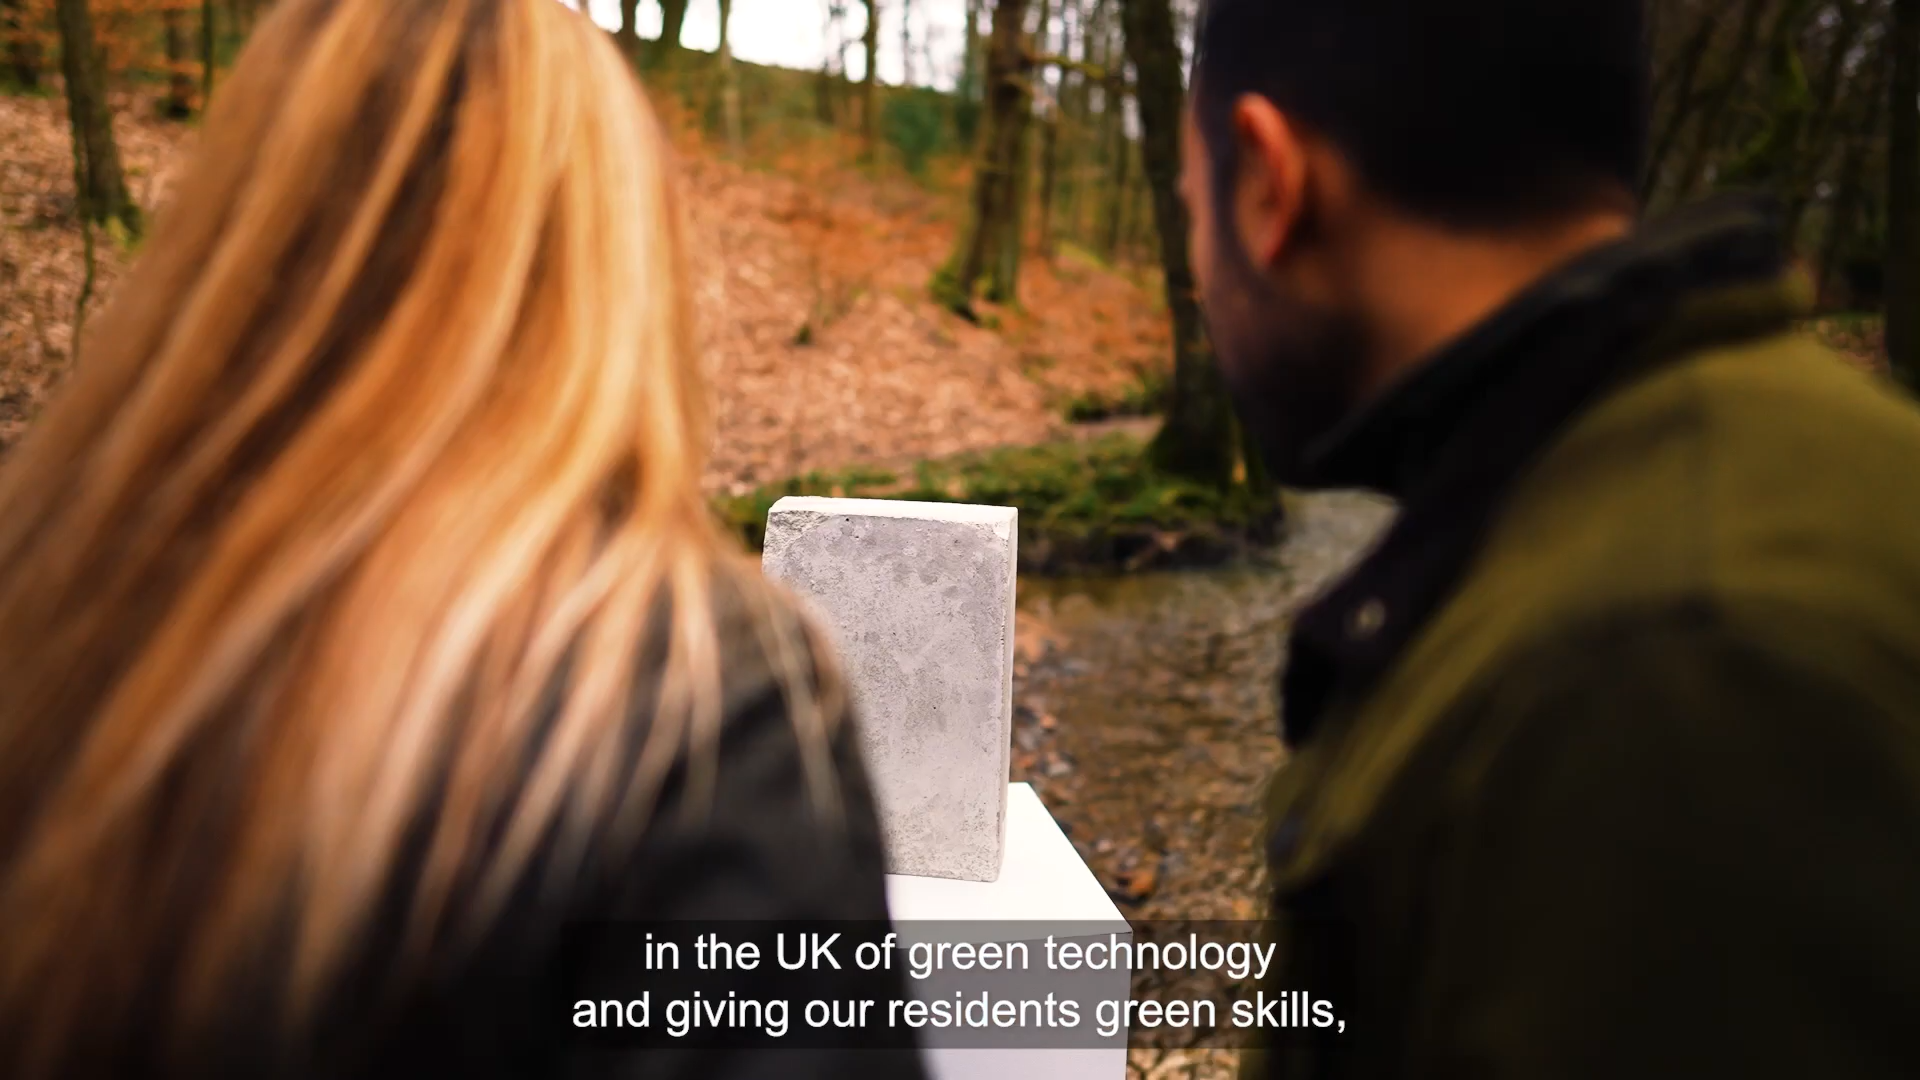 in the UK of green technology
and giving our residents green skills,